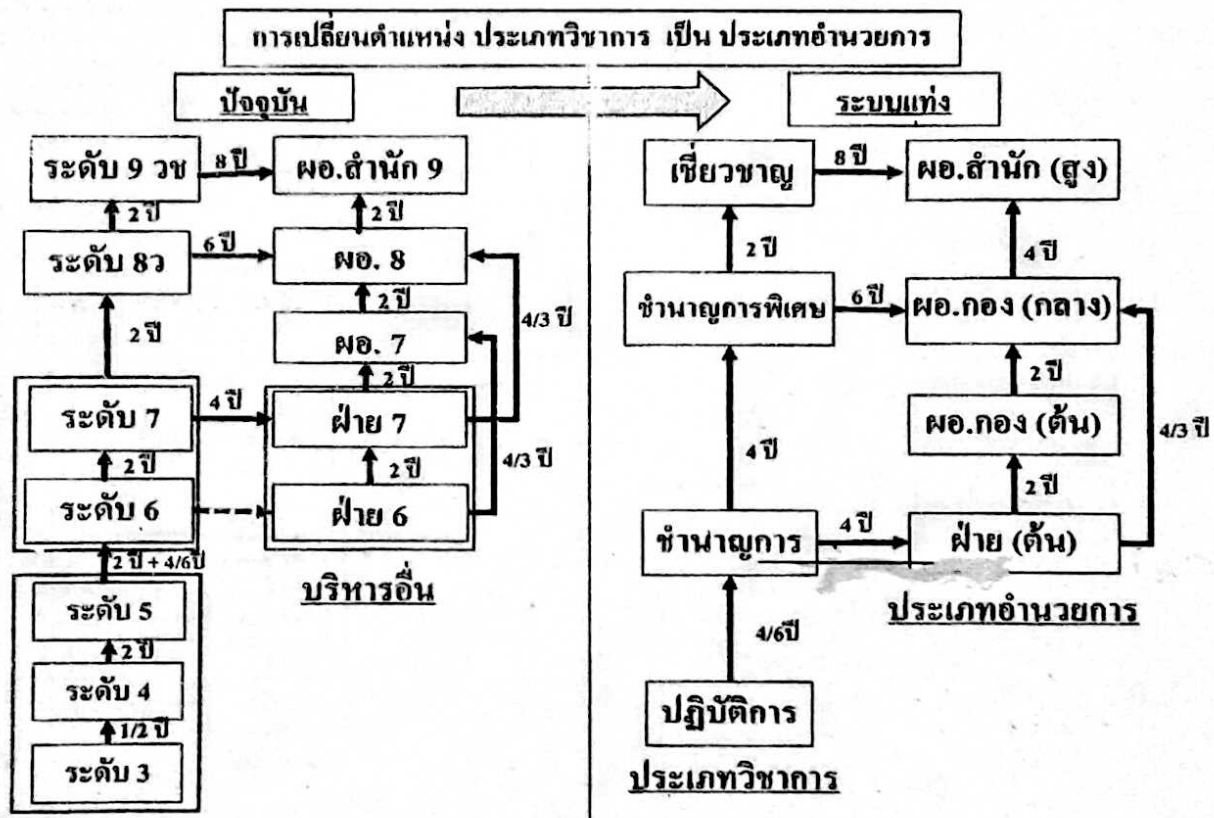 การเปลี่ยนตำแหน่ง ประเภทวิชาการ เป็น ประเภทอำนวยการ
ปัจจุบัน
ระดับ 9 วช
8 ปี
ผอ.สำนัก 9
2 ปี
2 ปี
ระดับ 8ว
6 ปี
ผอ. 8
2 ปี
2 ปี
4/3 ปี
ผอ. 7
2 ปี
ระดับ 7
4 ปี
ฝ่าย 7
2 ปี
2 ปี
4/3 ปี
ระดับ 6
ฝ่าย 6
2 ปี + 4/6ปี
บริหารอื่น
ระดับ 5
2 ปี
ระดับ 4
1/2 ปี
ระดับ 3
ระบบแท่ง
เชี่ยวชาญ
8 ปี
ผอ.สำนัก (สูง)
2 ปี
4 ปี
ชำนาญการพิเศษ
6 ปี
ผอ.กอง (กลาง)
2 ปี
ผอ.กอง (ต้น)
4/3 ปี
4 ปี
2 ปี
ชำนาญการ
4 ปี
ฝ่าย (ต้น)
ประเภทอำนวยการ
4/6ปี
ปฏิบัติการ
ประเภทวิชาการ